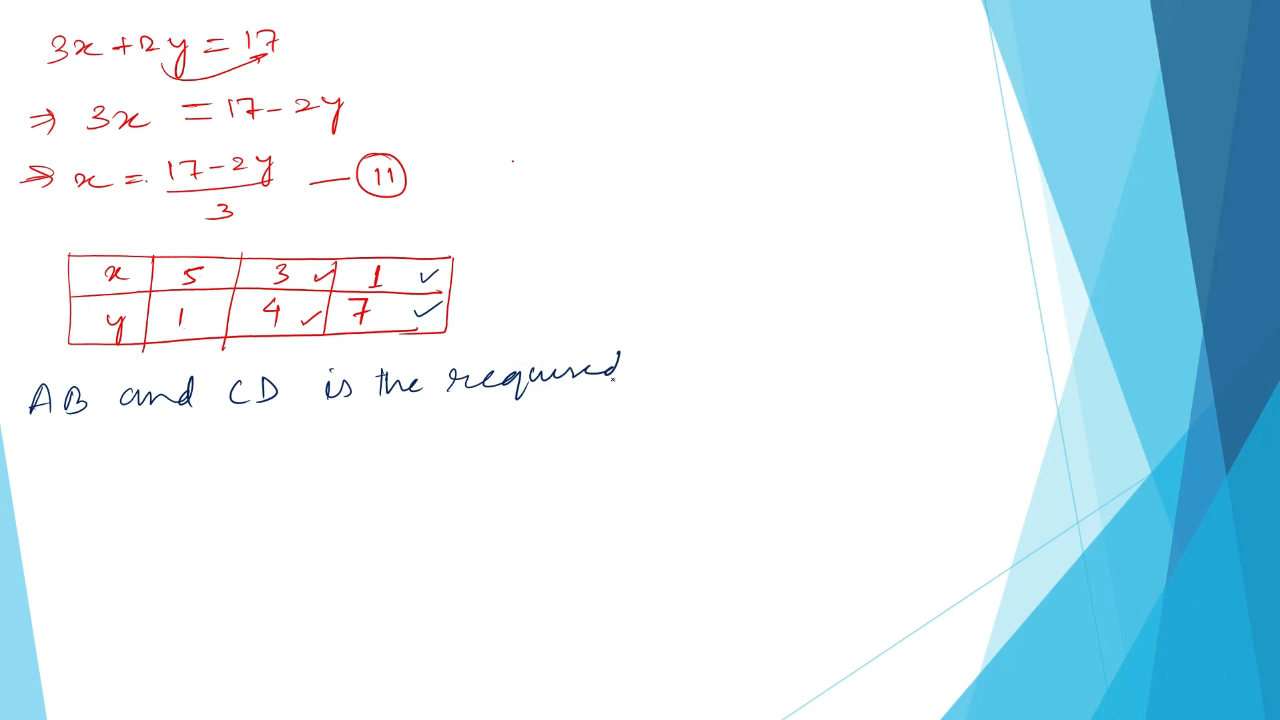 3x + 2y = 17
⇒ 3x = 17 - 2y
⇒ x = 17 - 2y / 3 — 11
x 5 3 ✓ 1 ✓
y 1 4 ✓ 7 ✓
AB and CD is the required